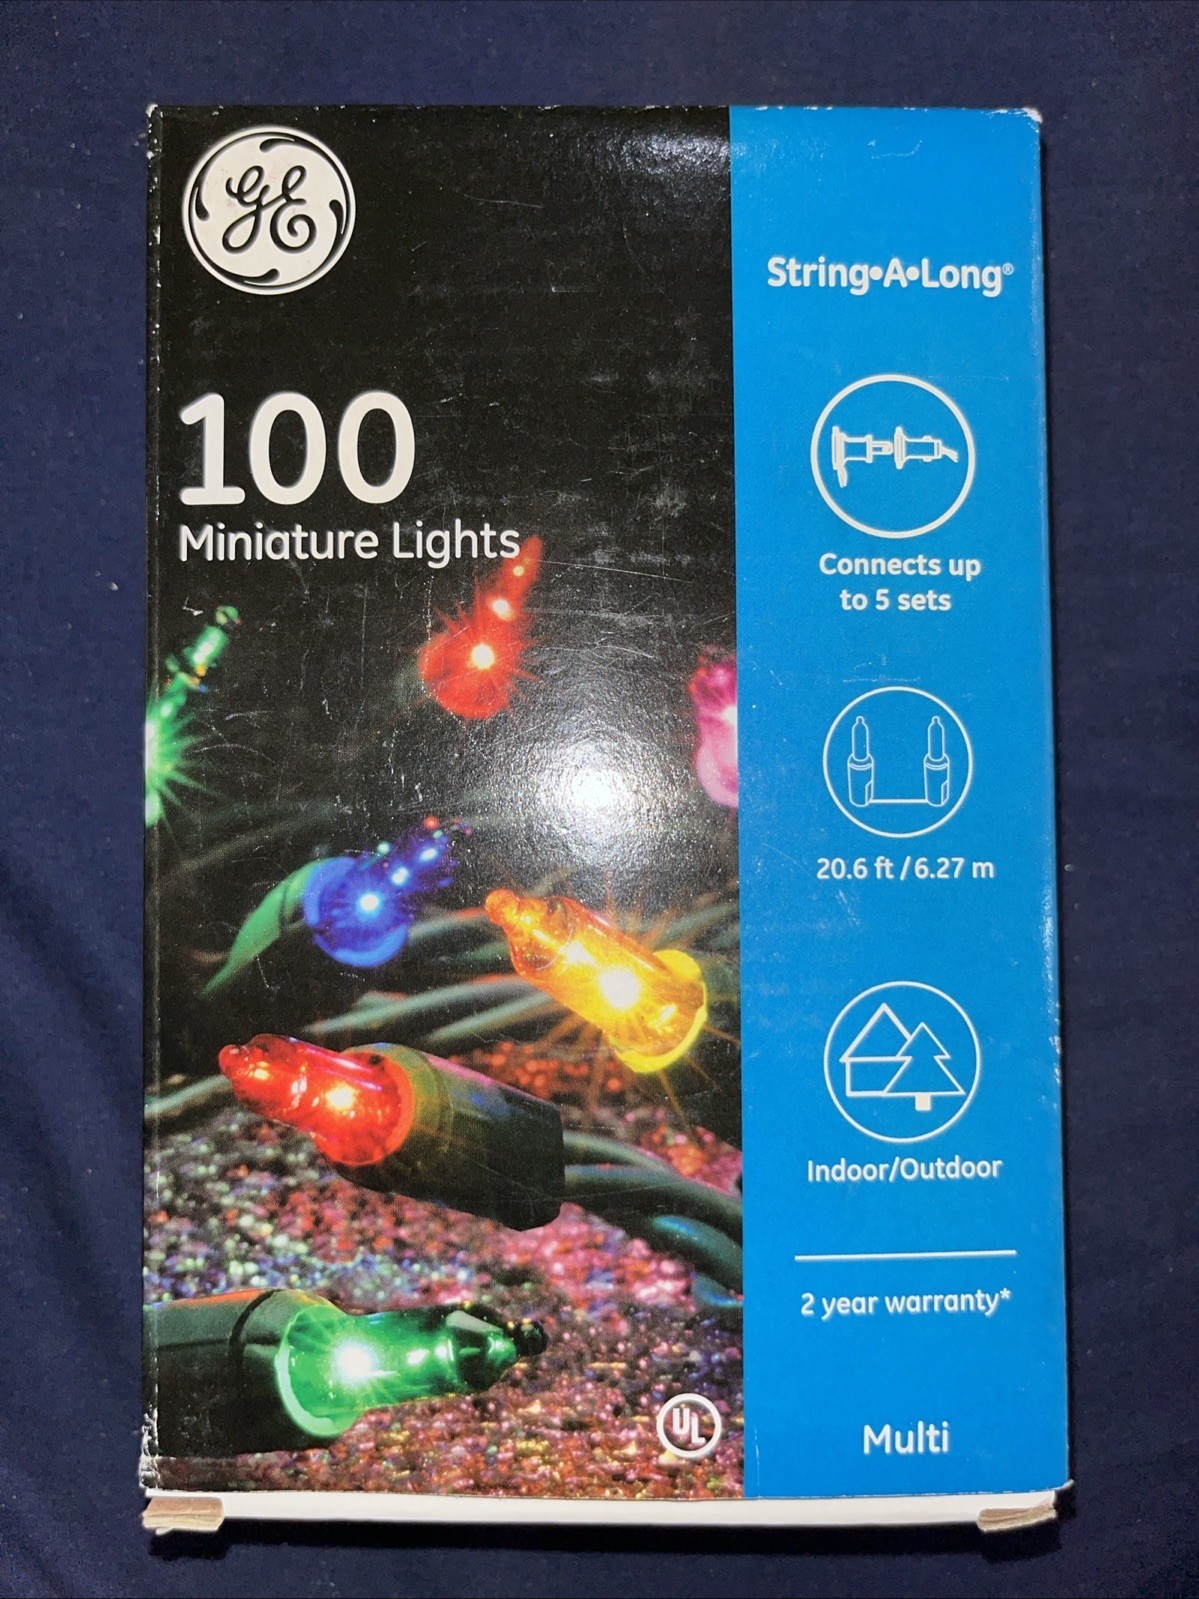 GE
100
Miniature Lights
String•A•Long®
Connects up
to 5 sets
20.6 ft / 6.27 m
Indoor/Outdoor
2 year warranty*
Multi
UL